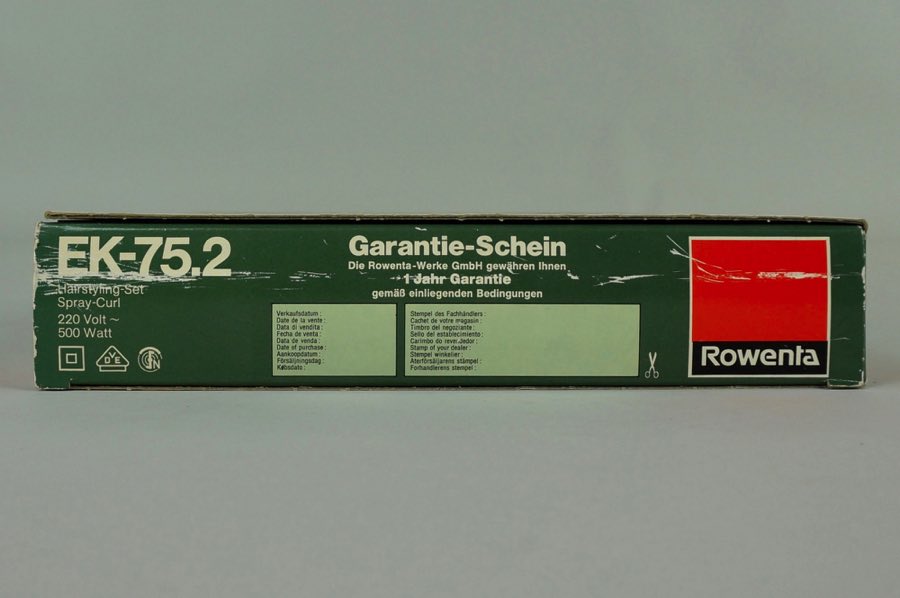 EK-75.2
Hairstyling-Set
Spray-Curl
220 Volt ~
500 Watt
VDE
Garantie-Schein
Die Rowenta-Werke GmbH gewähren Ihnen
1 Jahr Garantie
gemäß einliegenden Bedingungen
Verkaufsdatum :
Date de la vente :
Data di vendita :
Fecha de venta :
Data de venda :
Date of purchase :
Aankoopdatum :
Försäljningsdag :
Købsdato :
Stempel des Fachhändlers :
Cachet de votre magasin :
Timbro del negoziante :
Sello del establecimiento :
Carimbo do rever.dedor :
Stamp of your dealer :
Stempel winkelier :
Återförsäljarens stämpel :
Forhandlerens stempel :
Rowenta